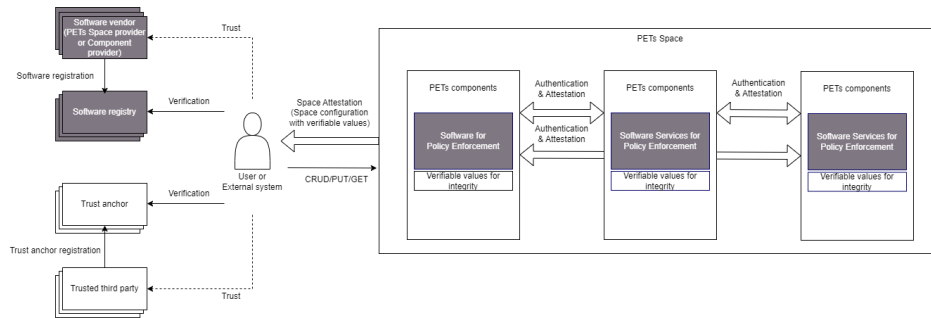 Software vendor
(PETs Space provider
or Component
provider)
Trust
Software registration
Software registry
Verification
User or
External system
Trust anchor
Verification
Trust anchor registration
Trusted third party
Trust
Space Attestation
(Space configuration
with verifiable values)
CRUD/PUT/GET
PETs Space
PETs components
Software for
Policy Enforcement
Verifiable values for
integrity
Authentication
& Attestation
Authentication
& Attestation
PETs components
Software Services for
Policy Enforcement
Verifiable values for
integrity
Authentication
& Attestation
PETs components
Software Services for
Policy Enforcement
Verifiable values for
integrity